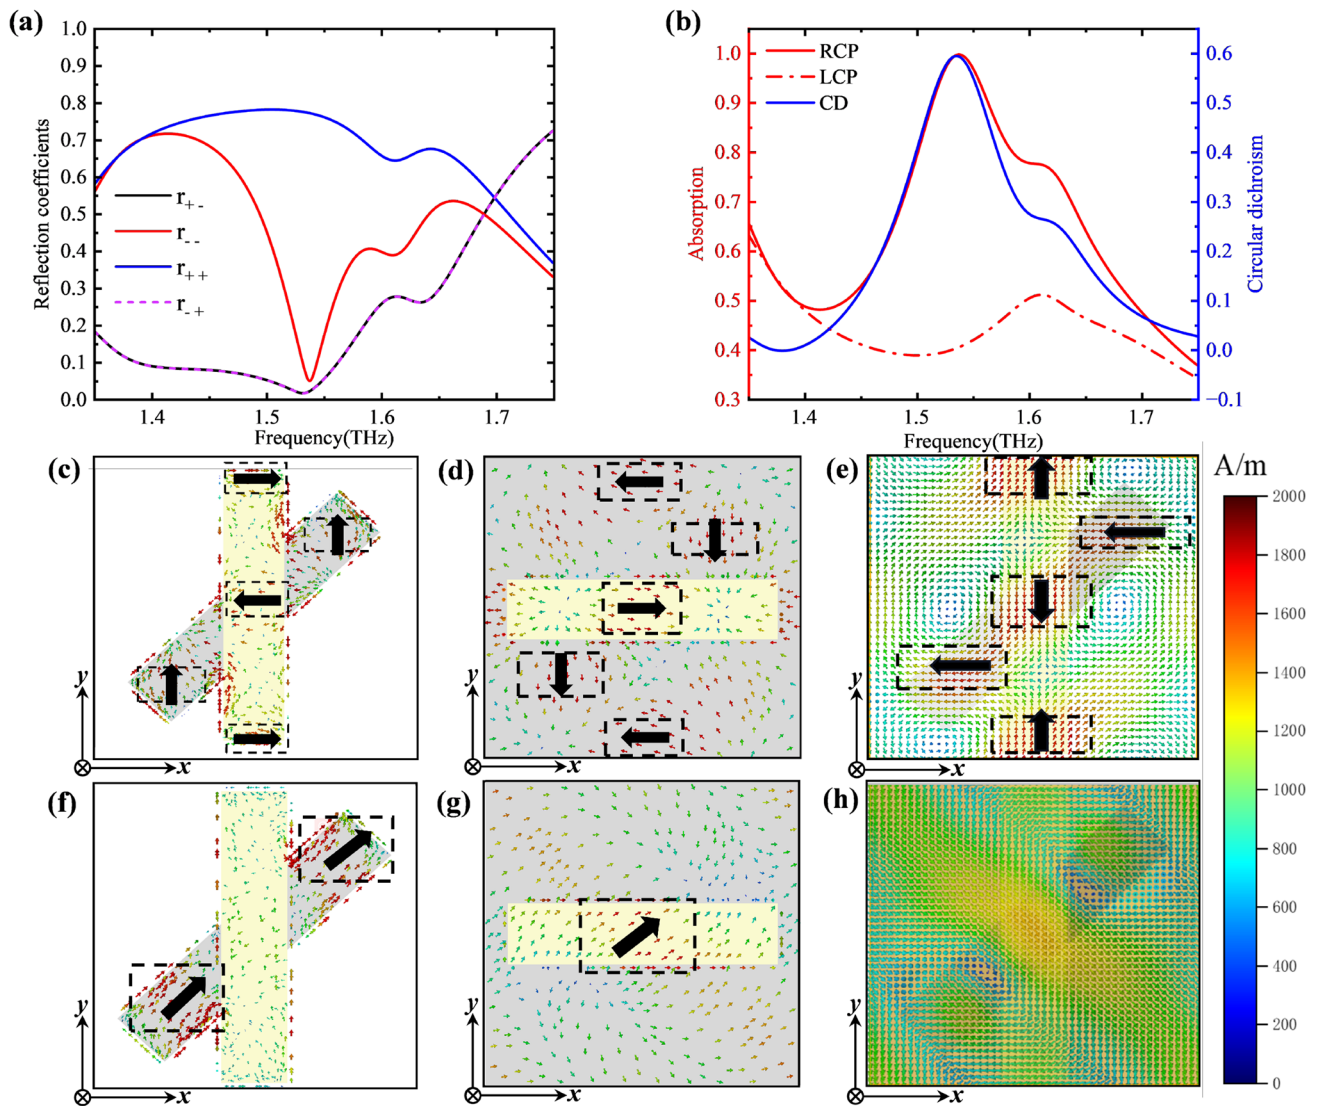 (a)
1.0
0.9
0.8
0.7
0.6
0.5
0.4
0.3
0.2
0.1
0.0
Reflection coefficients
r+-
r--
r++
r-+
1.4 1.5 1.6 1.7
Frequency(THz)
(b)
1.0
0.9
0.8
0.7
0.6
0.5
0.4
0.3
Absorption
RCP
LCP
CD
0.6
0.5
0.4
0.3
0.2
0.1
0.0
−0.1
Circular dichroism
1.4 1.5 1.6 1.7
Frequency(THz)
(c)
y
x
(d)
y
x
(e)
y
x
A/m
2000
1800
1600
1400
1200
1000
800
600
400
200
0
(f)
y
x
(g)
y
x
(h)
y
x